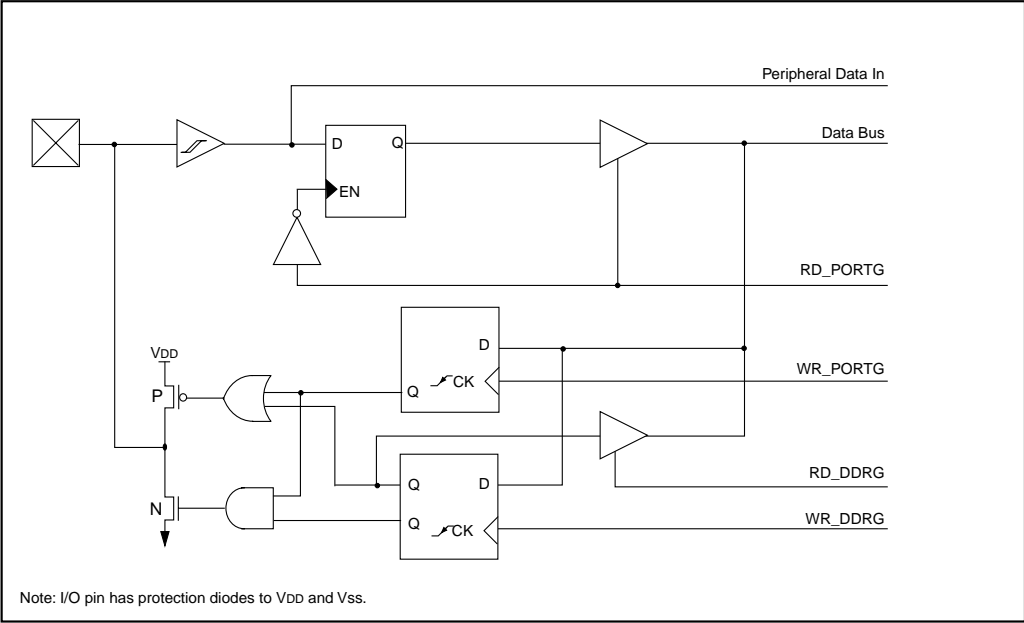 Peripheral Data In
Data Bus
D
Q
EN
RD_PORTG
D
VDD
WR_PORTG
P
Q
CK
RD_DDRG
Q
D
N
Q
CK
WR_DDRG
Note: I/O pin has protection diodes to VDD and Vss.